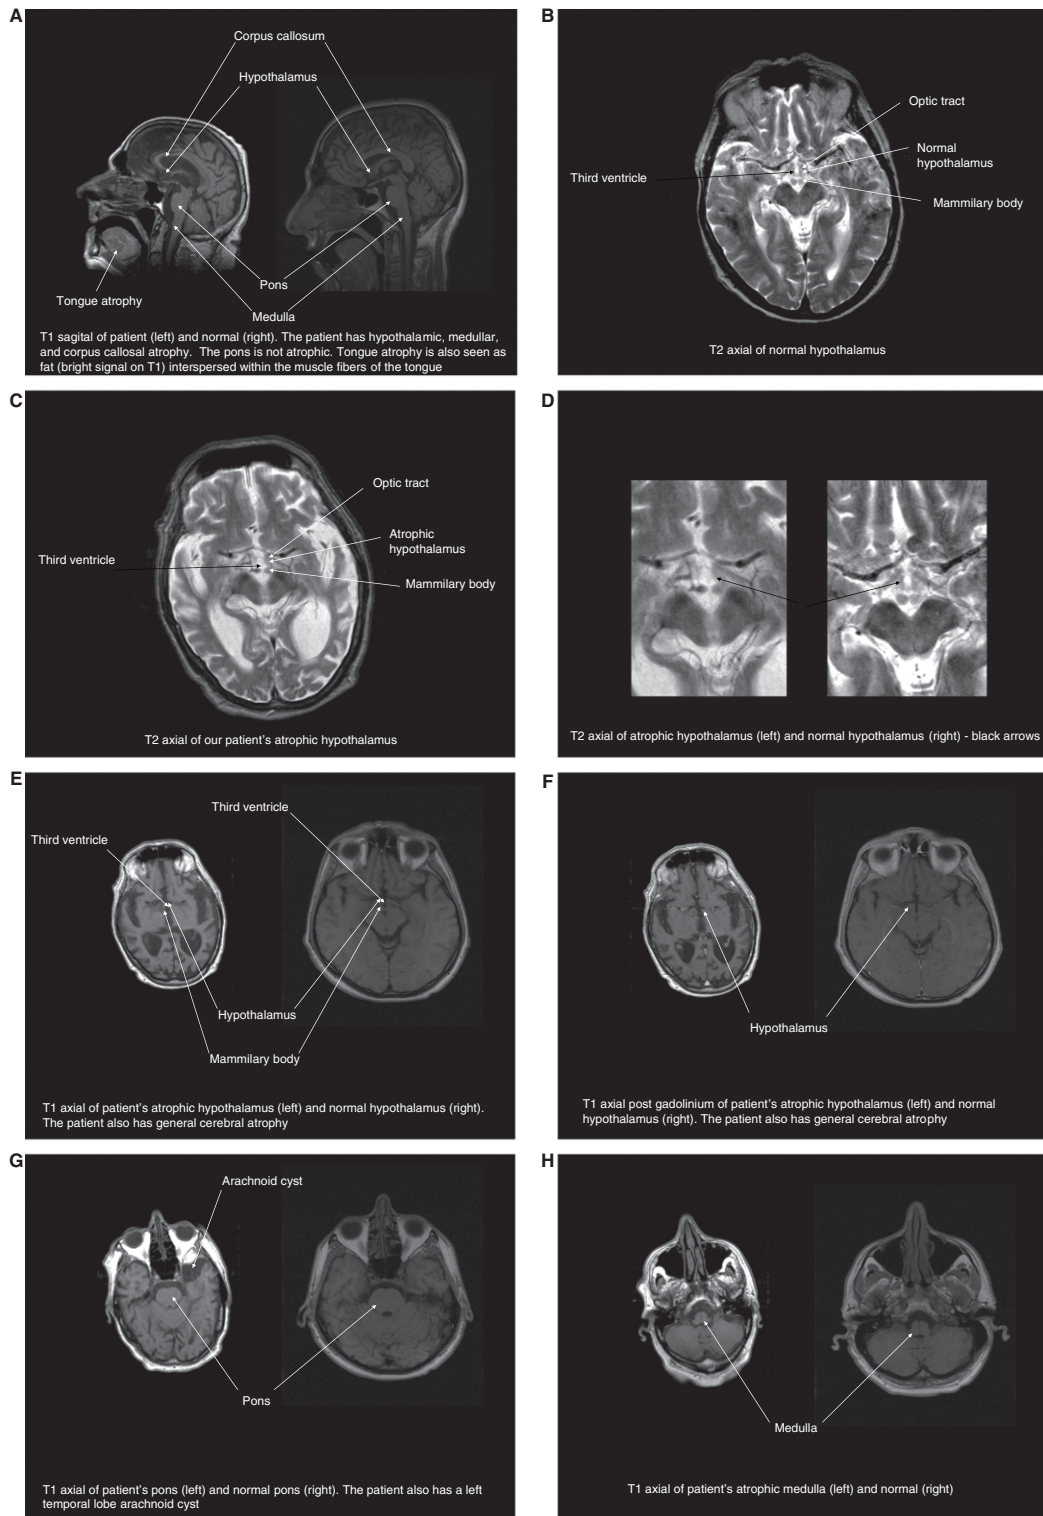 A
Corpus callosum
Hypothalamus
Pons
Tongue atrophy
Medulla
T1 sagital of patient (left) and normal (right). The patient has hypothalamic, medullar,
and corpus callosal atrophy. The pons is not atrophic. Tongue atrophy is also seen as
fat (bright signal on T1) interspersed within the muscle fibers of the tongue
B
Optic tract
Normal
hypothalamus
Third ventricle
Mammilary body
T2 axial of normal hypothalamus
C
Optic tract
Atrophic
hypothalamus
Third ventricle
Mammilary body
T2 axial of our patient's atrophic hypothalamus
D
T2 axial of atrophic hypothalamus (left) and normal hypothalamus (right) - black arrows
E
Third ventricle
Third ventricle
Hypothalamus
Mammilary body
T1 axial of patient's atrophic hypothalamus (left) and normal hypothalamus (right).
The patient also has general cerebral atrophy
F
Hypothalamus
T1 axial post gadolinium of patient's atrophic hypothalamus (left) and normal
hypothalamus (right). The patient also has general cerebral atrophy
G
Arachnoid cyst
Pons
T1 axial of patient's pons (left) and normal pons (right). The patient also has a left
temporal lobe arachnoid cyst
H
Medulla
T1 axial of patient's atrophic medulla (left) and normal (right)